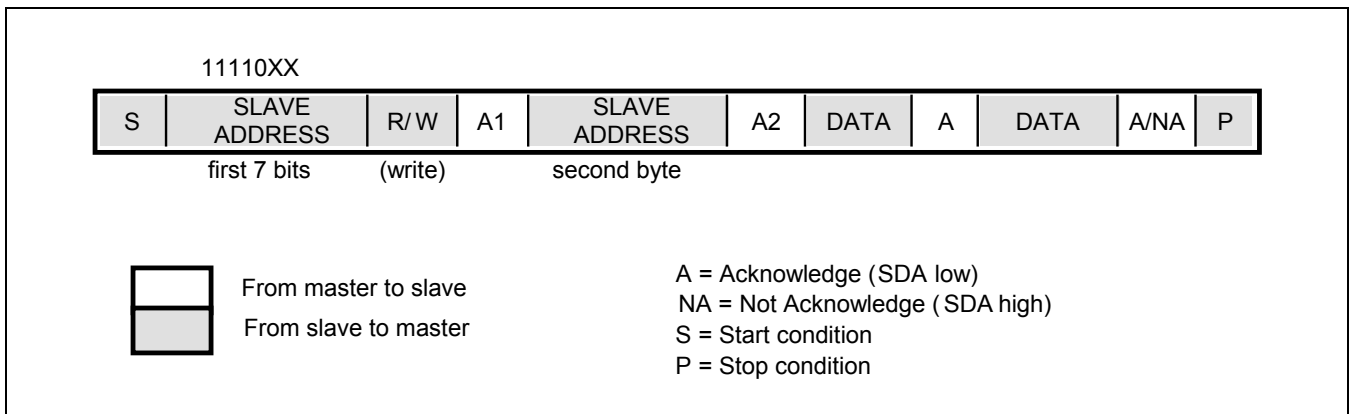 11110XX
S SLAVE ADDRESS R/W A1 SLAVE ADDRESS A2 DATA A DATA A/NA P
first 7 bits (write) second byte
From master to slave
From slave to master
A = Acknowledge (SDA low)
NA = Not Acknowledge (SDA high)
S = Start condition
P = Stop condition